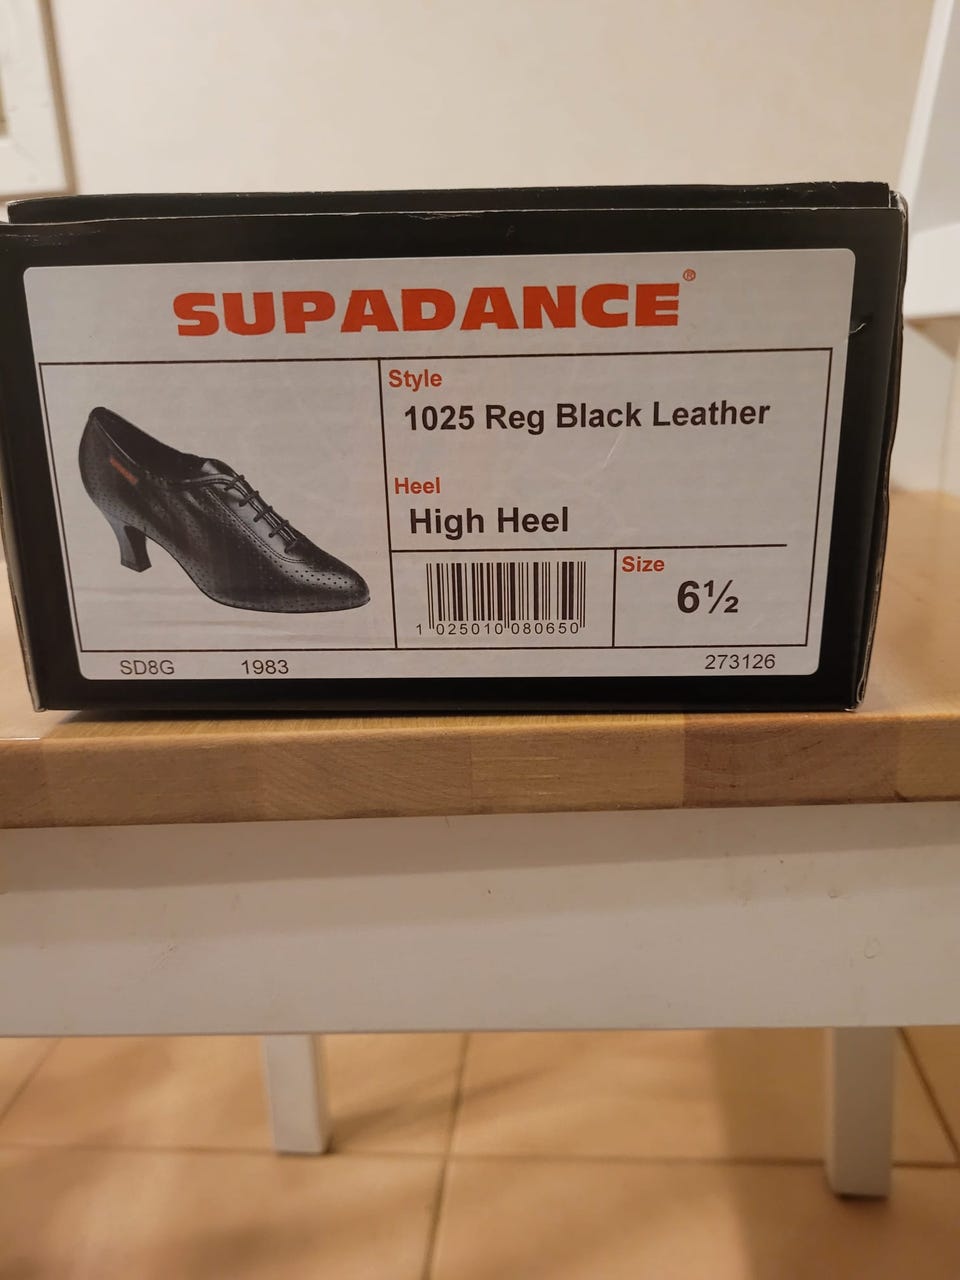 SUPADANCE®
Style
1025 Reg Black Leather
Heel
High Heel
1 025010 080650
Size
6½
SD8G 1983 273126